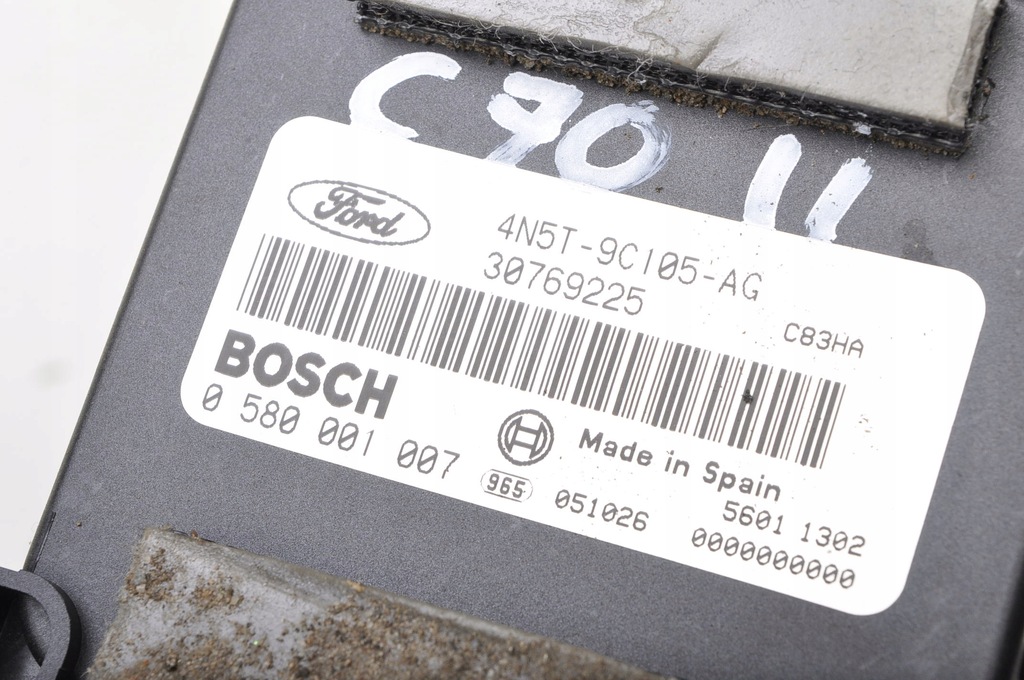 C 70 II
Ford
4N5T-9C105-AG
30769225
C83HA
BOSCH
0 580 001 007
Made in Spain
965 051026 5601 1302
0000000000